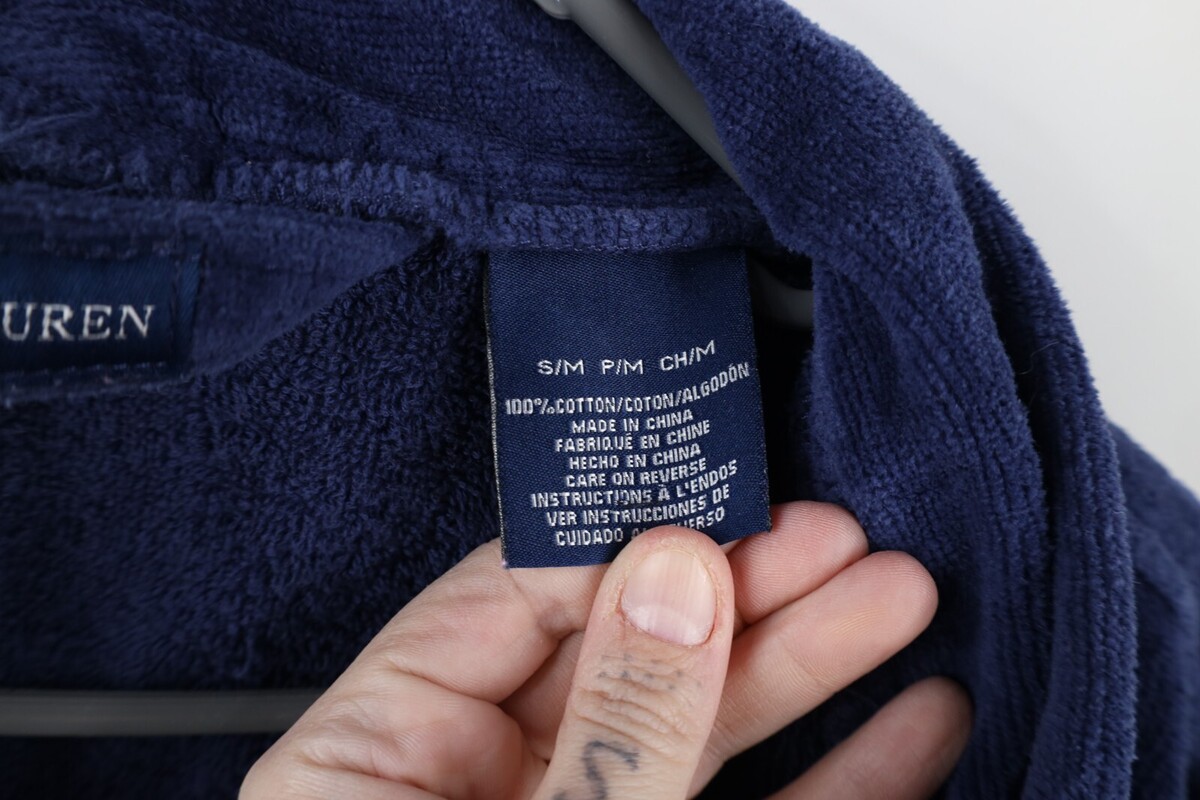 UREN
S/M P/M CH/M
100% COTTON/COTON/ALGODÓN
MADE IN CHINA
FABRIQUÉ EN CHINE
HECHO EN CHINA
CARE ON REVERSE
INSTRUCTIONS À L'ENDOS
VER INSTRUCCIONES DE
CUIDADO